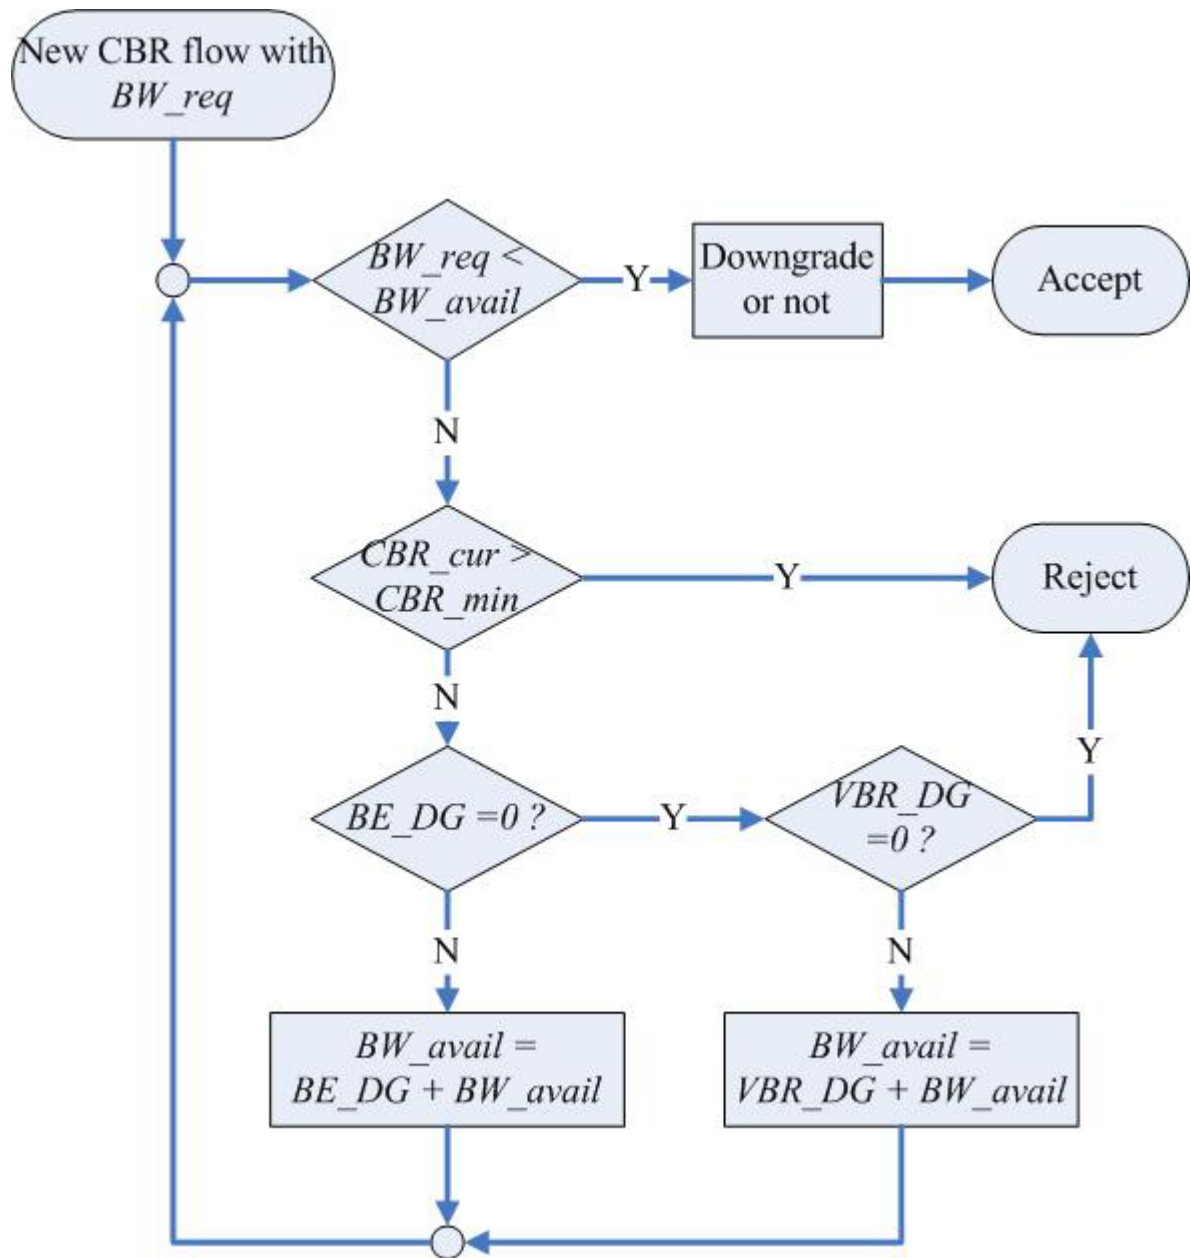 New CBR flow with
BW_req
BW_req <
BW_avail
Y
Downgrade
or not
Accept
N
CBR_cur >
CBR_min
Y
Reject
N
BE_DG =0 ?
Y
VBR_DG
=0 ?
Y
N
N
BW_avail =
BE_DG + BW_avail
BW_avail =
VBR_DG + BW_avail